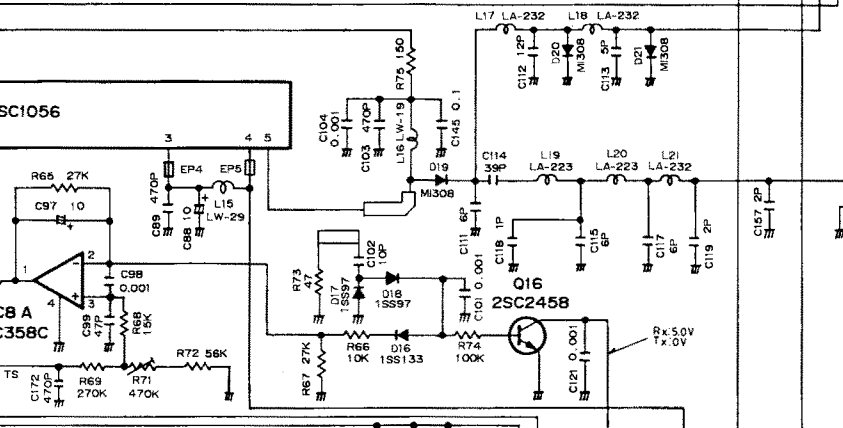 L17 LA-232
L18 LA-232
C112 12P
D20
MI308
C113 5P
D21
MI308
R75 150
SC1056
3
4
5
C104
0.001
C103 470P
L16 LW-19
C145 0.1
EP4
EP5
D19
MI308
C114
39P
L19
LA-223
L20
LA-223
L21
LA-232
R65 27K
C97 10
+
C89 470P
C88 10
+
L15
LW-29
C111
6P
C118 1P
C115
6P
C117
6P
C119 2P
C157 2P
1
2
-
+
3
4
C98
0.001
C8 A
C358C
C99
47P
R68
15K
R73
47
C102
10P
D17
1SS97
D18
1SS97
C101 0.001
Q16
2SC2458
R66
10K
D16
1SS133
R74
100K
R67 27K
C121 0.001
Rx:5.0V
Tx:0V
TS
C172
470P
R69
270K
R71
470K
R72 56K